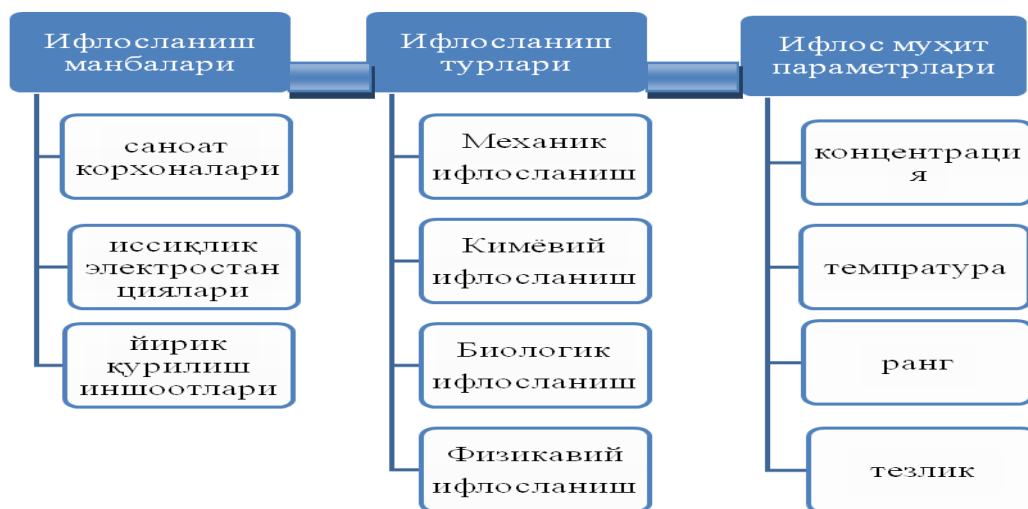 Ифлосланиш
манбалари
саноат
корхоналари
иссиқлик
электростан
циялари
йирик
қурилиш
иншоотлари
Ифлосланиш
турлари
Механик
ифлосланиш
Кимёвий
ифлосланиш
Биологик
ифлосланиш
Физикавий
ифлосланиш
Ифлос муҳит
параметрлари
концентраци
я
темпратура
ранг
тезлик